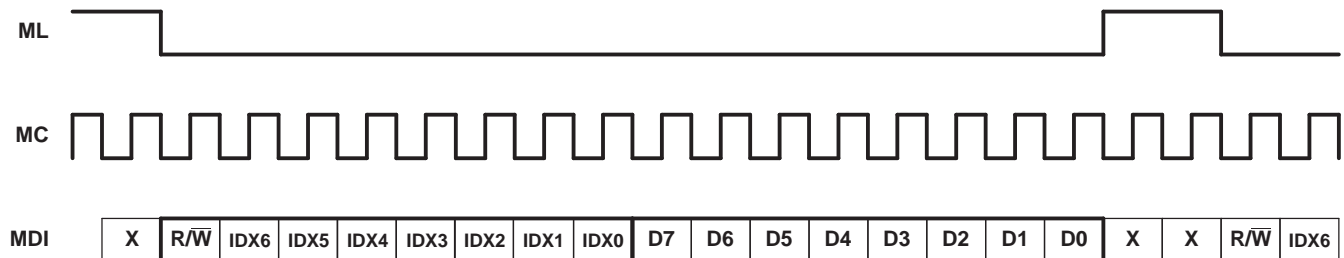 ML
MC
MDI X R/W̅ IDX6 IDX5 IDX4 IDX3 IDX2 IDX1 IDX0 D7 D6 D5 D4 D3 D2 D1 D0 X X R/W̅ IDX6